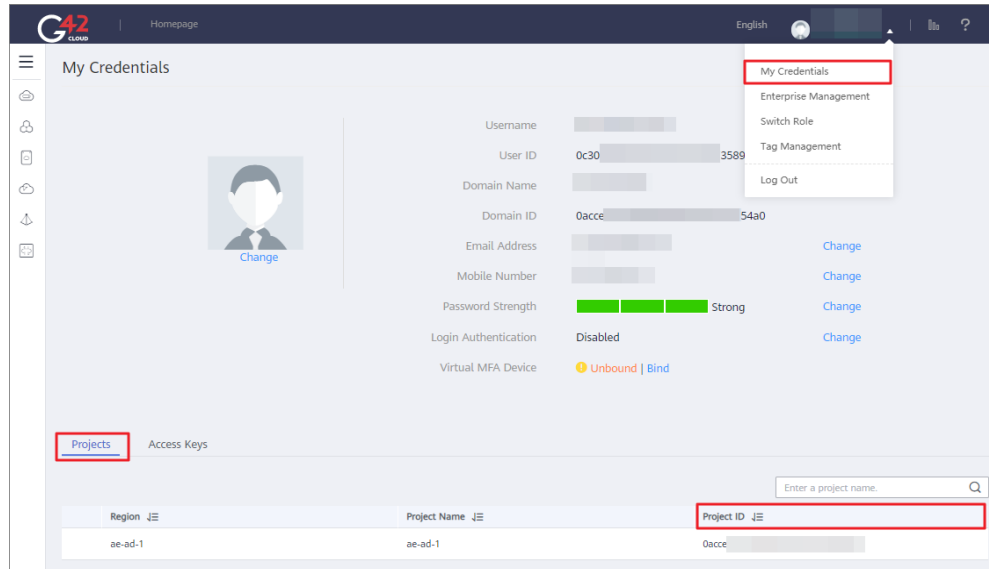 G42 CLOUD Homepage English ?
My Credentials
My Credentials
Enterprise Management
Switch Role
Tag Management
Log Out
Username
User ID 0c30 3589
Domain Name
Domain ID 0acce 54a0
Email Address Change
Change
Mobile Number Change
Password Strength Strong Change
Login Authentication Disabled Change
Virtual MFA Device Unbound | Bind
Projects Access Keys
Enter a project name.
Region Project Name Project ID
ae-ad-1 ae-ad-1 0acce